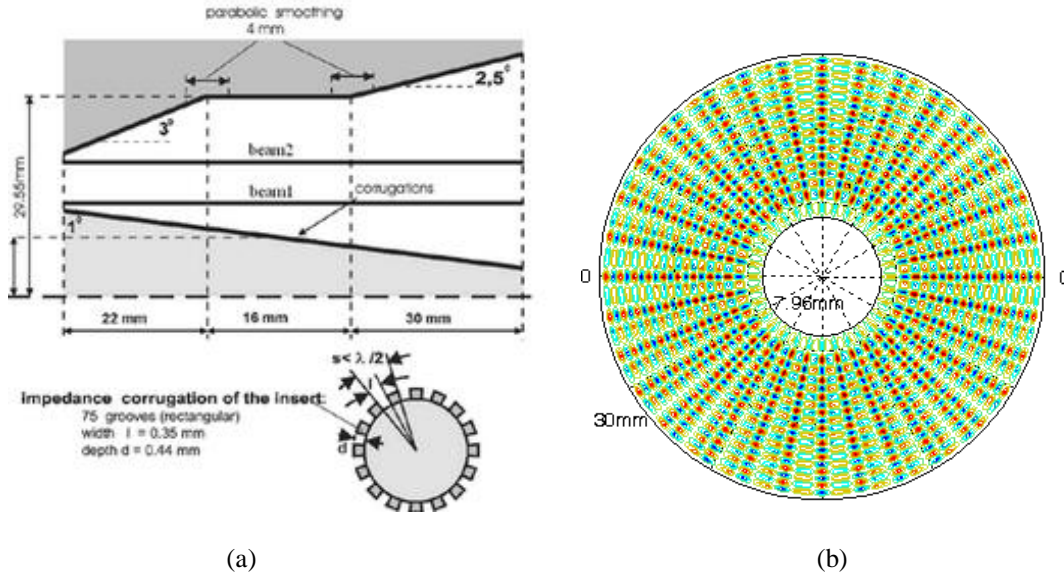 parabolic smoothing
4 mm
2,5°
3°
beam2
beam1
corrugations
1°
29.55mm
22 mm
16 mm
30 mm
s< λ /2
l
impedance corrugation of the insert:
75 grooves (rectangular)
width l = 0.35 mm
depth d = 0.44 mm
d
0
7.96mm
0
30mm
(a)
(b)